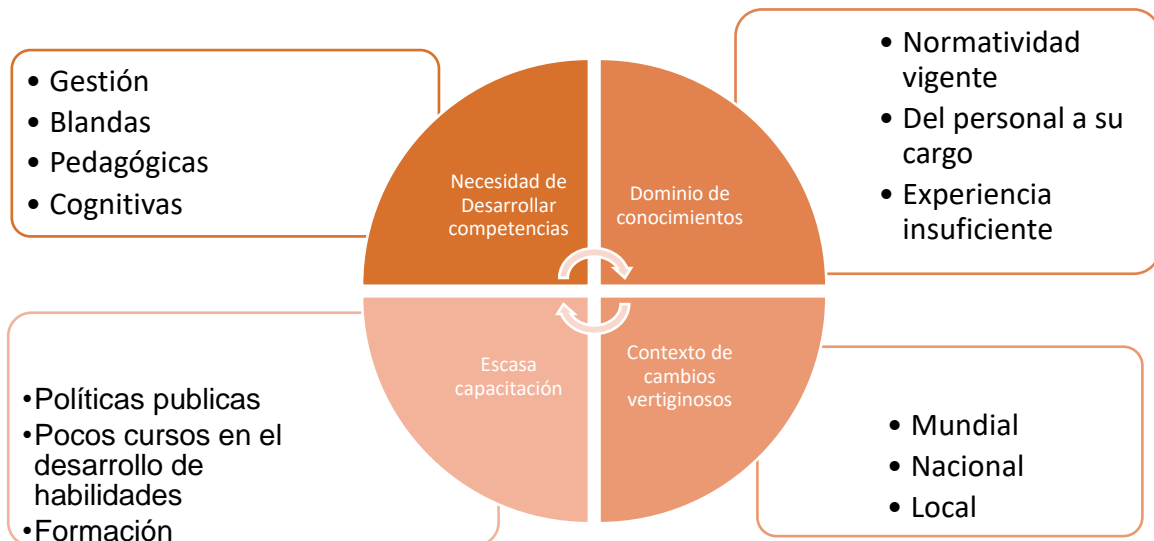 • Gestión
• Blandas
• Pedagógicas
• Cognitivas
Necesidad de
Desarrollar
competencias
Dominio de
conocimientos
• Normatividad
vigente
• Del personal a su
cargo
• Experiencia
insuficiente
•Políticas publicas
•Pocos cursos en el
desarrollo de
habilidades
•Formación
Escasa
capacitación
Contexto de
cambios
vertiginosos
• Mundial
• Nacional
• Local